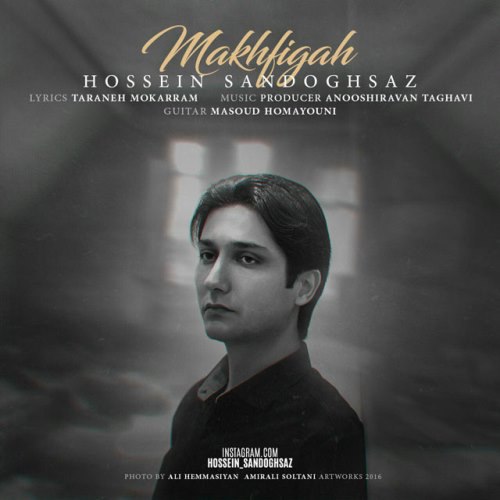 Makhfigah
HOSSEIN SANDOGHSAZ
LYRICS TARANEH MOKARRAM MUSIC PRODUCER ANOOSHIRAVAN TAGHAVI
GUITAR MASOUD HOMAYOUNI
INSTAGRAM.COM
HOSSEIN_SANDOGHSAZ
PHOTO BY ALI HEMMASIYAN AMIRALI SOLTANI ARTWORKS 2016